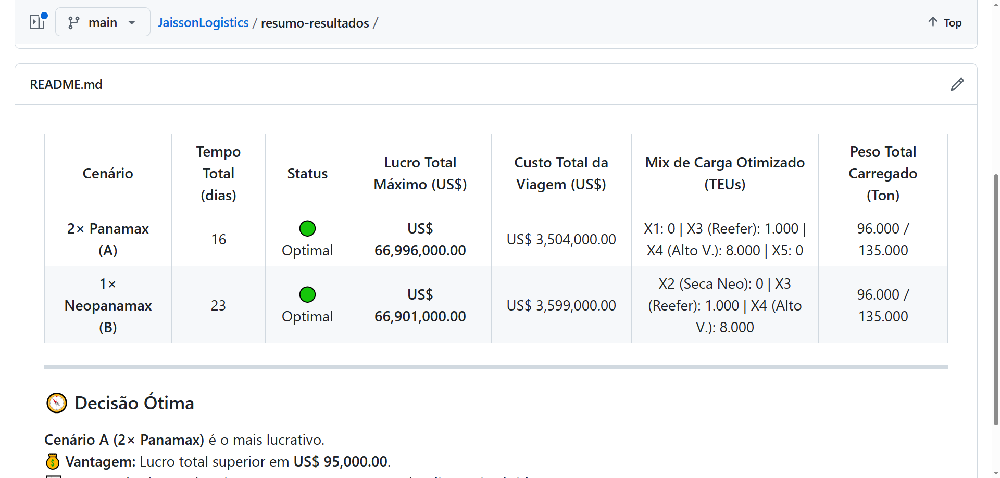 main
JaissonLogistics / resumo-resultados /
Top
README.md
Cenário
Tempo
Total
(dias)
Status
Lucro Total
Máximo (US$)
Custo Total da
Viagem (US$)
Mix de Carga Otimizado
(TEUs)
Peso Total
Carregado
(Ton)
2× Panamax
(A)
16
Optimal
US$
66,996,000.00
US$ 3,504,000.00
X1: 0 | X3 (Reefer): 1.000 |
X4 (Alto V.): 8.000 | X5: 0
96.000 /
135.000
1×
Neopanamax
(B)
23
Optimal
US$
66,901,000.00
US$ 3,599,000.00
X2 (Seca Neo): 0 | X3
(Reefer): 1.000 | X4 (Alto
V.): 8.000
96.000 /
135.000
Decisão Ótima
Cenário A (2× Panamax) é o mais lucrativo.
Vantagem: Lucro total superior em US$ 95,000.00.